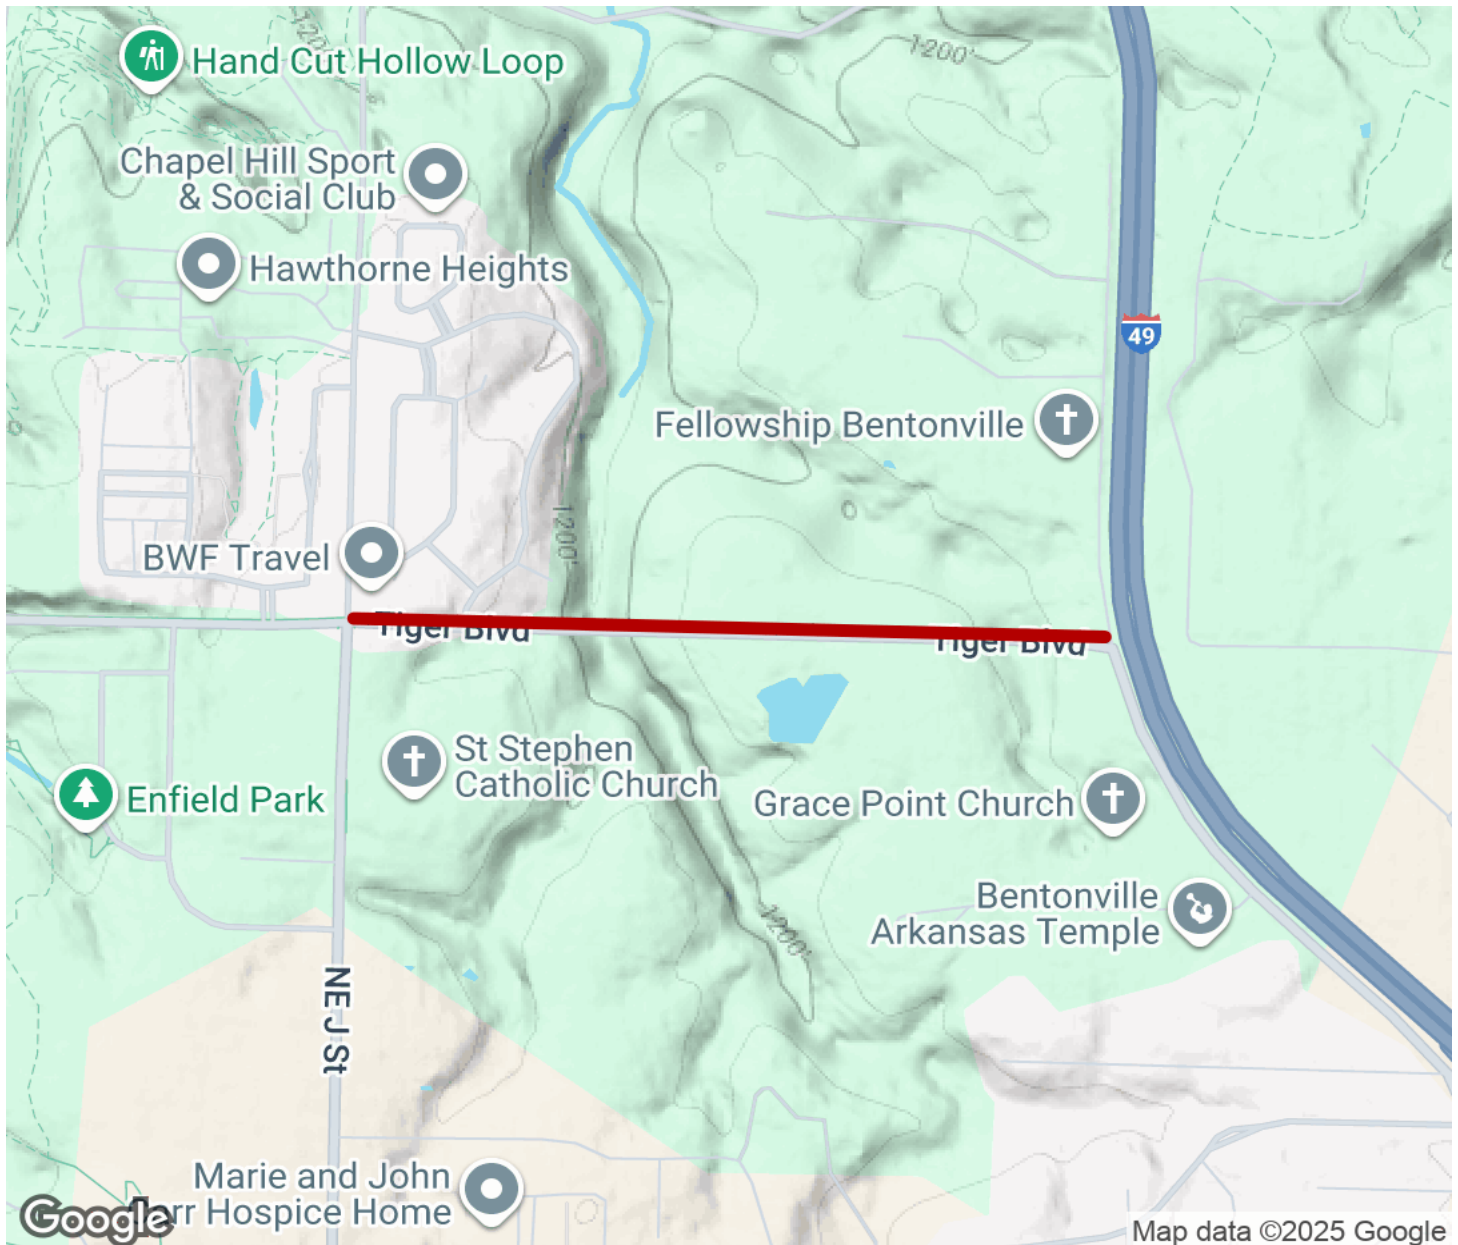 1200'
Hand Cut Hollow Loop
1200'
Chapel Hill Sport
& Social Club
Hawthorne Heights
49
Fellowship Bentonville
1200'
BWF Travel
Tiger Blvd
Tiger Blvd
St Stephen
Catholic Church
Enfield Park
Grace Point Church
Bentonville
Arkansas Temple
1200'
NE J St
Marie and John
Hospice Home
Google
Map data ©2025 Google